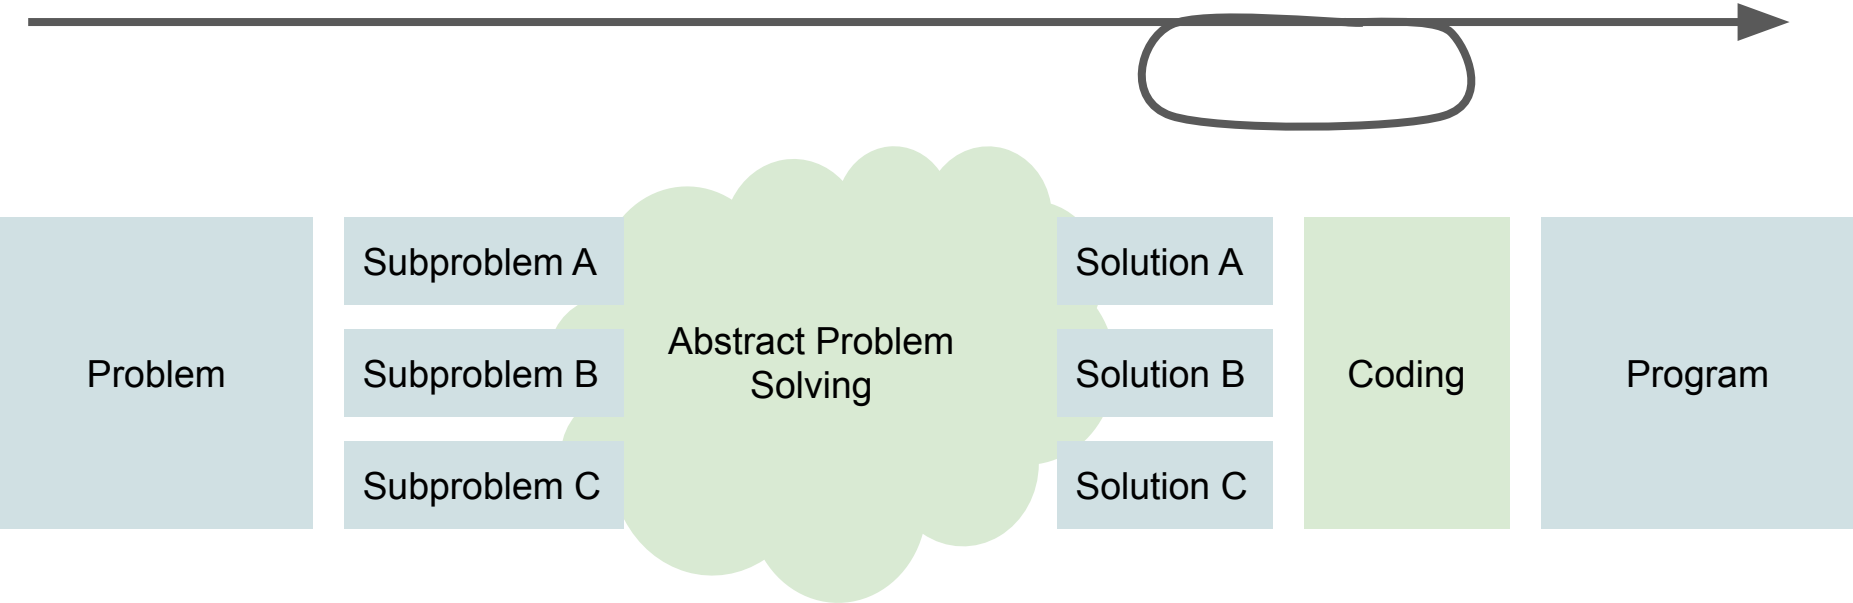 Problem
Subproblem A
Subproblem B
Subproblem C
Abstract Problem
Solving
Solution A
Solution B
Solution C
Coding
Program